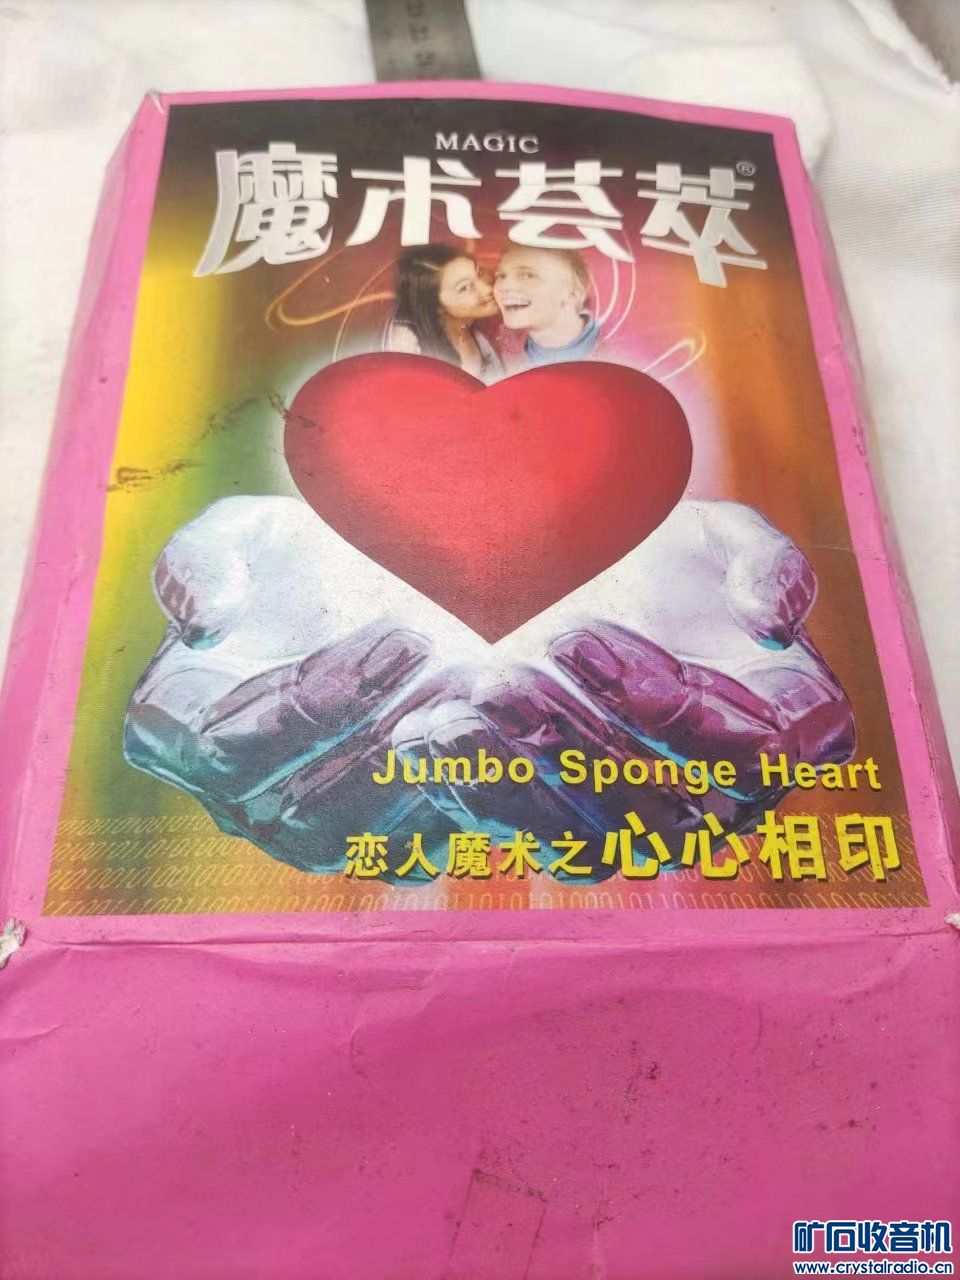 MAGIC
魔术荟萃®
Jumbo Sponge Heart
恋人魔术之心心相印
矿石收音机
www.crystalradio.cn